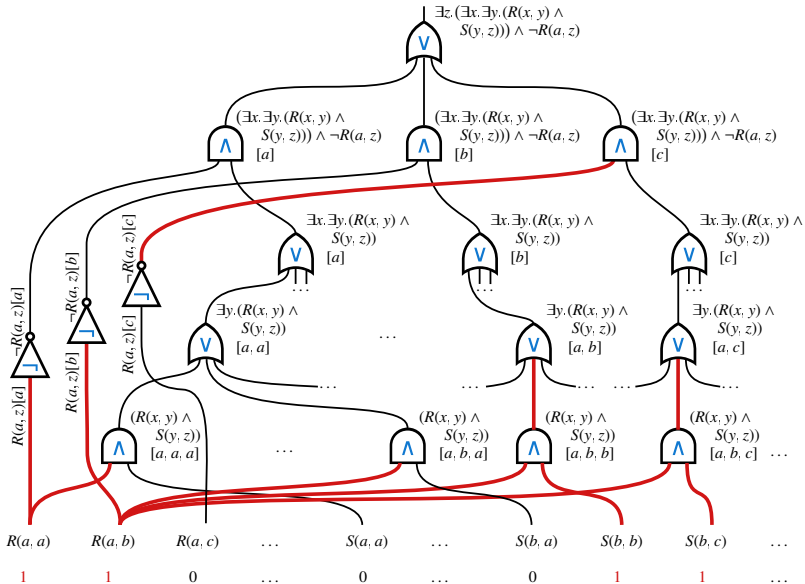 ∃z.(∃x.∃y.(R(x, y) ∧
S(y, z))) ∧ ¬R(a, z)
∨
(∃x.∃y.(R(x, y) ∧
S(y, z))) ∧ ¬R(a, z)
[a]
∧
(∃x.∃y.(R(x, y) ∧
S(y, z))) ∧ ¬R(a, z)
[b]
∧
(∃x.∃y.(R(x, y) ∧
S(y, z))) ∧ ¬R(a, z)
[c]
∧
¬R(a, z)[a]
¬R(a, z)[b]
¬R(a, z)[c]
∃x.∃y.(R(x, y) ∧
S(y, z))
[a]
∨
...
∃x.∃y.(R(x, y) ∧
S(y, z))
[b]
∨
...
∃x.∃y.(R(x, y) ∧
S(y, z))
[c]
∨
...
¬
¬
¬
R(a, z)[a]
R(a, z)[b]
R(a, z)[c]
∃y.(R(x, y) ∧
S(y, z))
[a, a]
∨
...
∃y.(R(x, y) ∧
S(y, z))
[a, b]
∨
∃y.(R(x, y) ∧
S(y, z))
[a, c]
∨
... ... ... ... ...
(R(x, y) ∧
S(y, z))
[a, a, a]
∧
...
(R(x, y) ∧
S(y, z))
[a, b, a]
∧
(R(x, y) ∧
S(y, z))
[a, b, b]
∧
(R(x, y) ∧
S(y, z))
[a, b, c]
∧
...
R(a, a) R(a, b) R(a, c) ... S(a, a) ... S(b, a) S(b, b) S(b, c) ...
1 1 0 ... 0 ... 0 1 1 ...